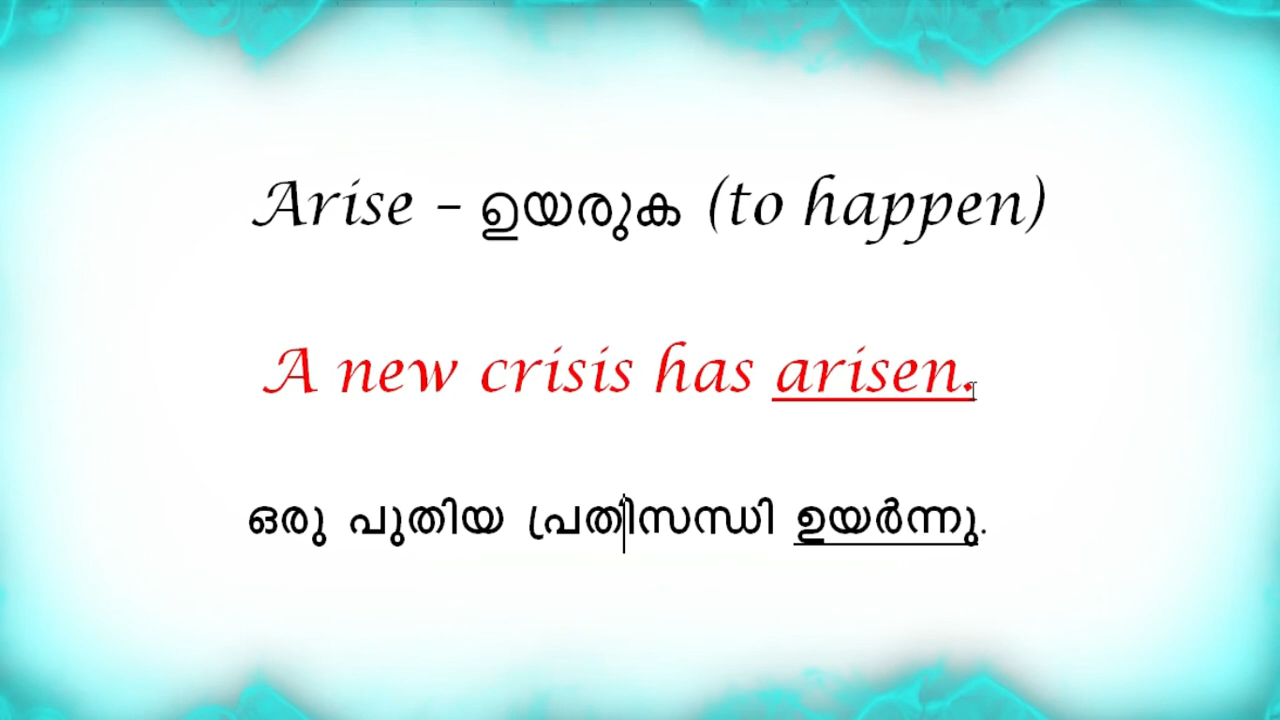 Arise – ഉയരുക (to happen)
A new crisis has arisen.
ഒരു പുതിയ പ്രതിസന്ധി ഉയർന്നു.